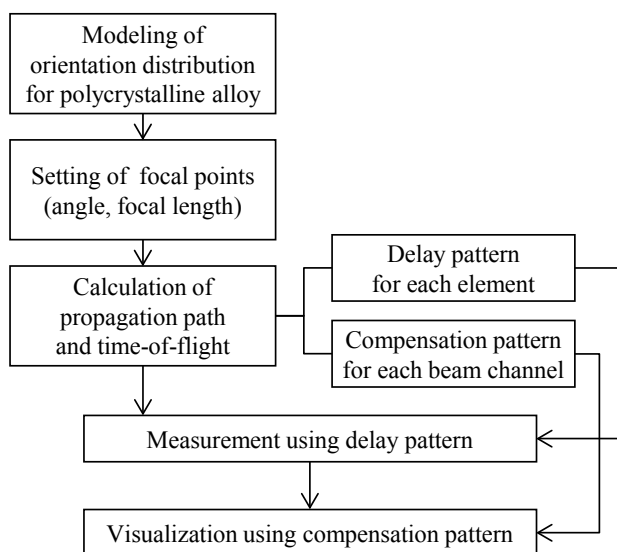 Modeling of
orientation distribution
for polycrystalline alloy
Setting of focal points
(angle, focal length)
Calculation of
propagation path
and time-of-flight
Delay pattern
for each element
Compensation pattern
for each beam channel
Measurement using delay pattern
Visualization using compensation pattern